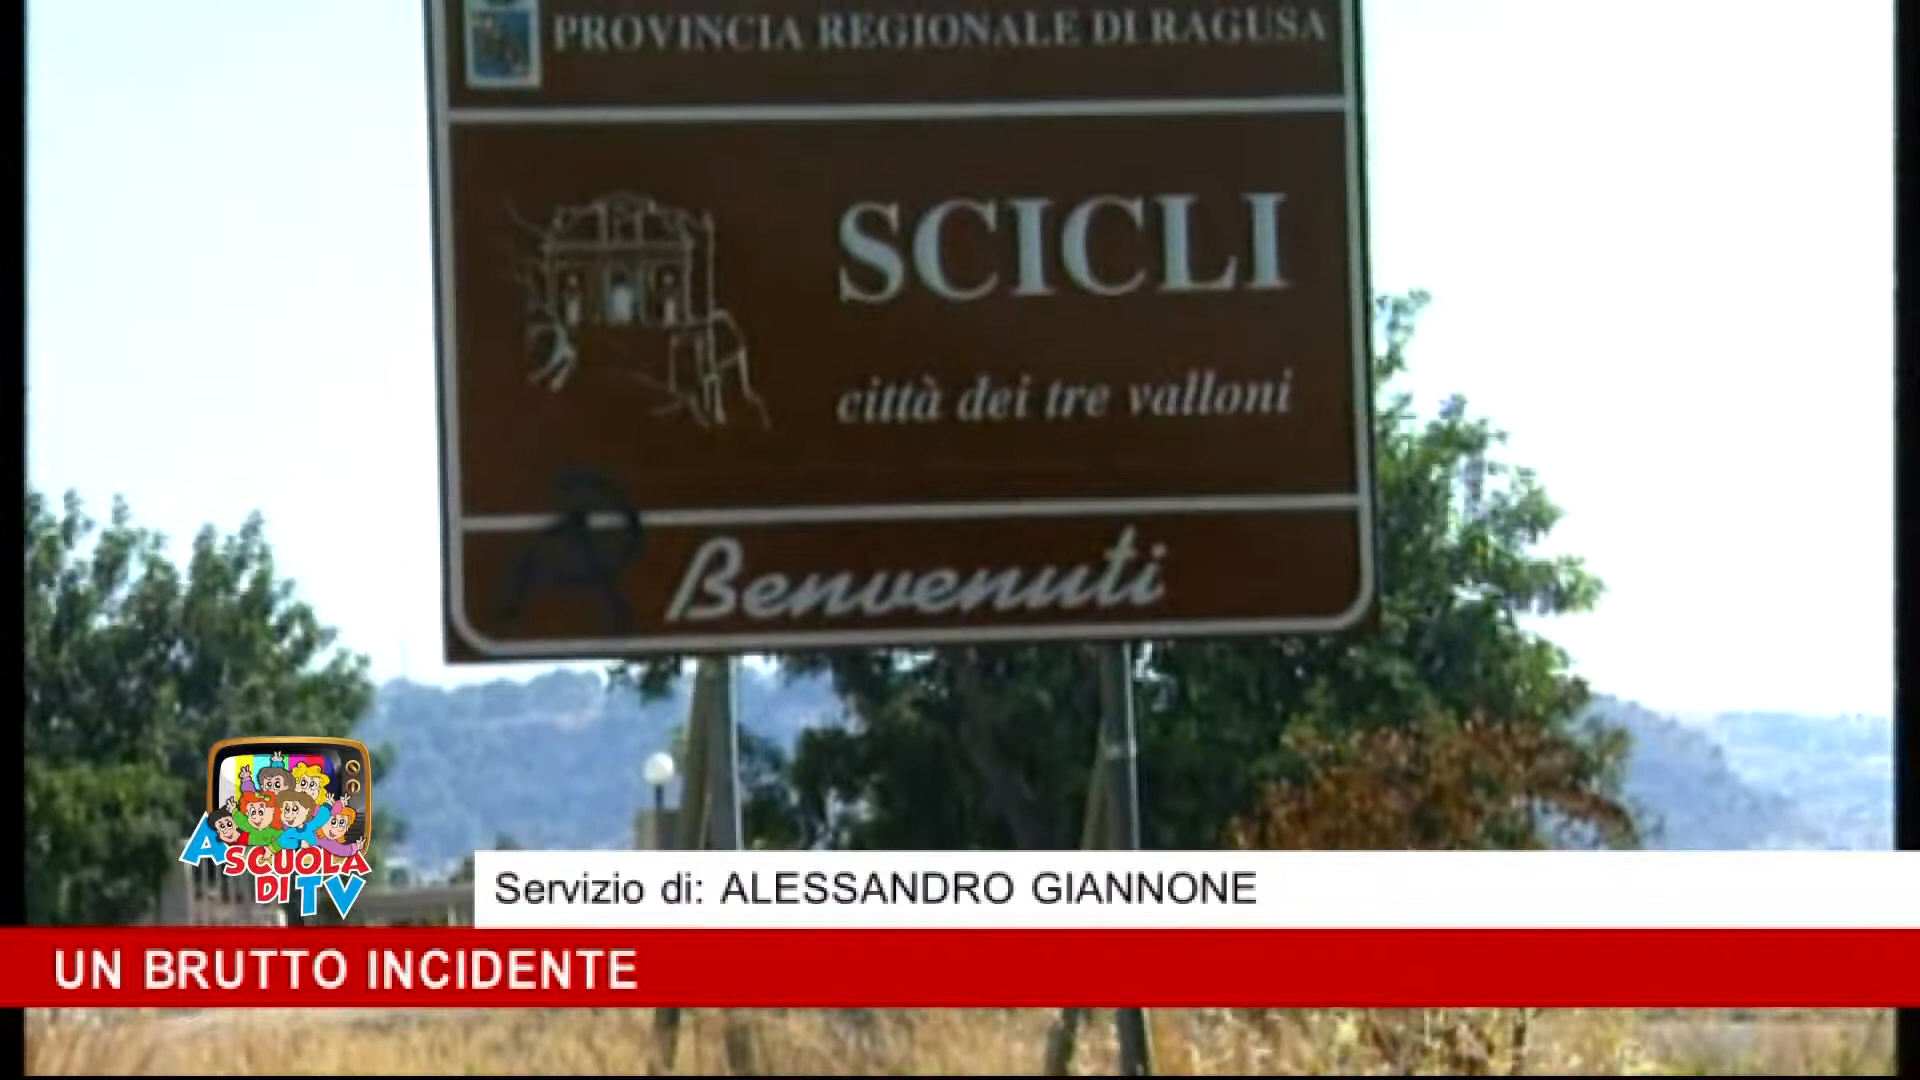 PROVINCIA REGIONALE DI RAGUSA
SCICLI
città dei tre valloni
Benvenuti
A SCUOLA
DI TV
Servizio di: ALESSANDRO GIANNONE
UN BRUTTO INCIDENTE